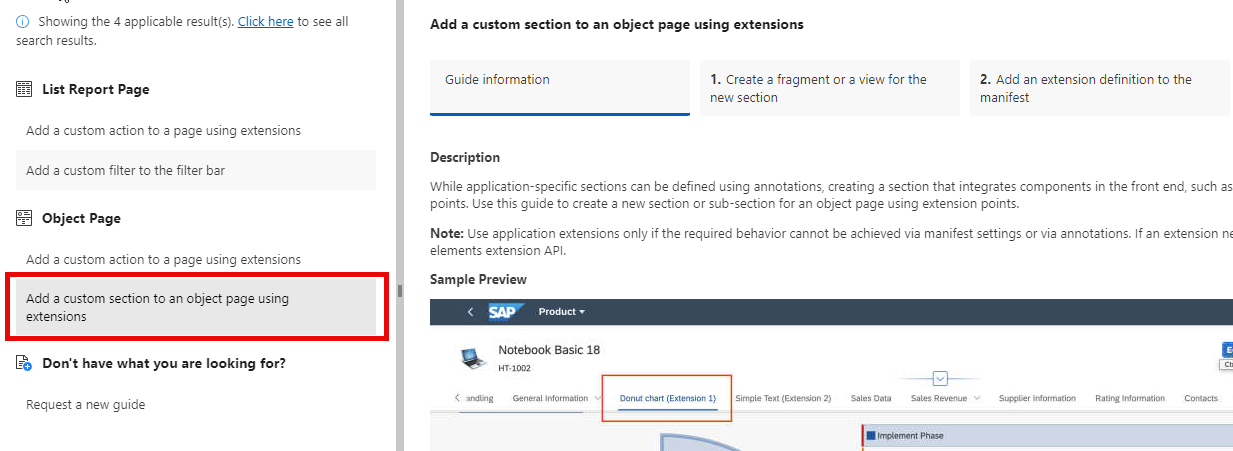 Showing the 4 applicable result(s). Click here to see all
search results.
List Report Page
Add a custom action to a page using extensions
Add a custom filter to the filter bar
Object Page
Add a custom action to a page using extensions
Add a custom section to an object page using
extensions
Don't have what you are looking for?
Request a new guide
Add a custom section to an object page using extensions
Guide information
1. Create a fragment or a view for the
new section
2. Add an extension definition to the
manifest
Description
While application-specific sections can be defined using annotations, creating a section that integrates components in the front end, such as
points. Use this guide to create a new section or sub-section for an object page using extension points.
Note: Use application extensions only if the required behavior cannot be achieved via manifest settings or via annotations. If an extension ne
elements extension API.
Sample Preview
SAP Product
Notebook Basic 18
HT-1002
andling General Information Donut chart (Extension 1) Simple Text (Extension 2) Sales Data Sales Revenue Supplier Information Rating Information Contacts
Implement Phase